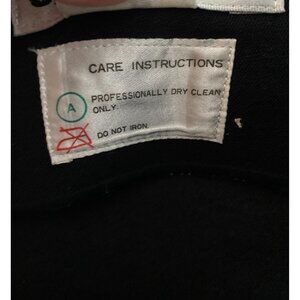 CARE INSTRUCTIONS
A
PROFESSIONALLY DRY CLEAN
ONLY.
DO NOT IRON.